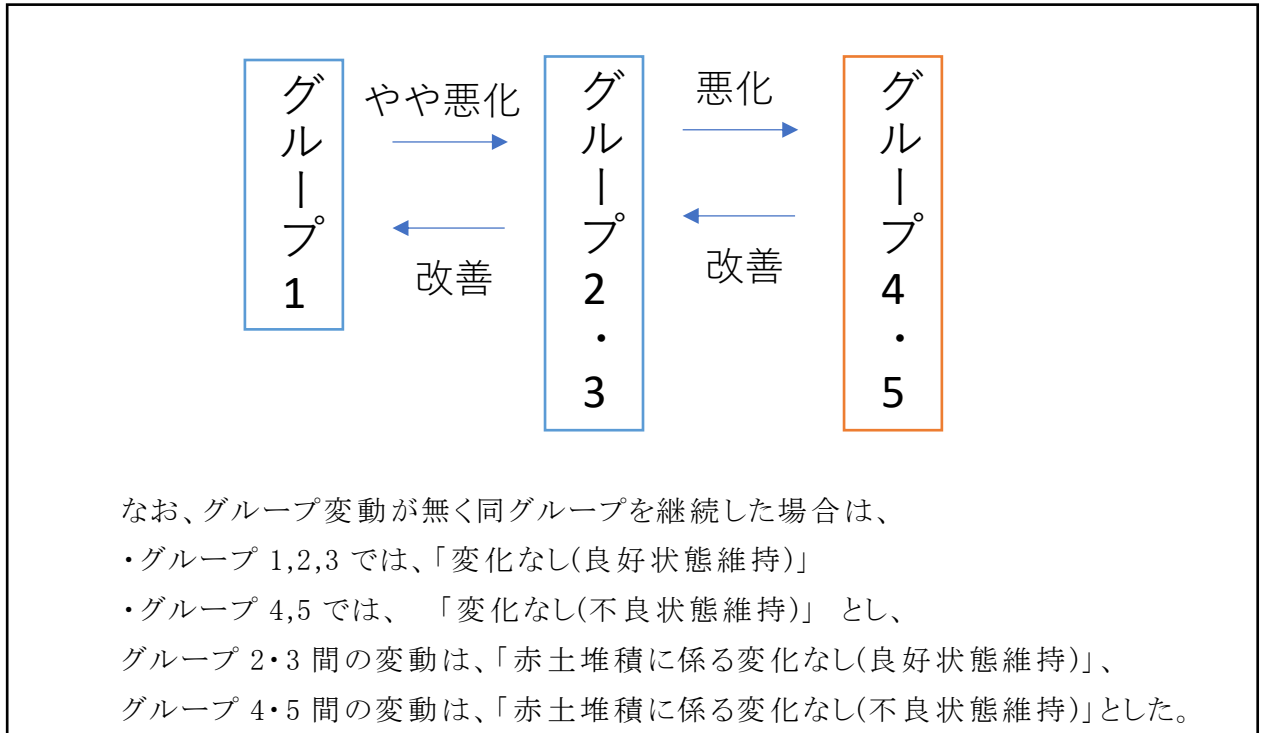 グループ1
やや悪化
改善
グループ2・3
悪化
改善
グループ4・5
なお、グループ変動が無く同グループを継続した場合は、
・グループ 1,2,3 では、「変化なし(良好状態維持)」
・グループ 4,5 では、 「変化なし(不良状態維持)」 とし、
グループ 2・3 間の変動は、「赤土堆積に係る変化なし(良好状態維持)」、
グループ 4・5 間の変動は、「赤土堆積に係る変化なし(不良状態維持)」とした。